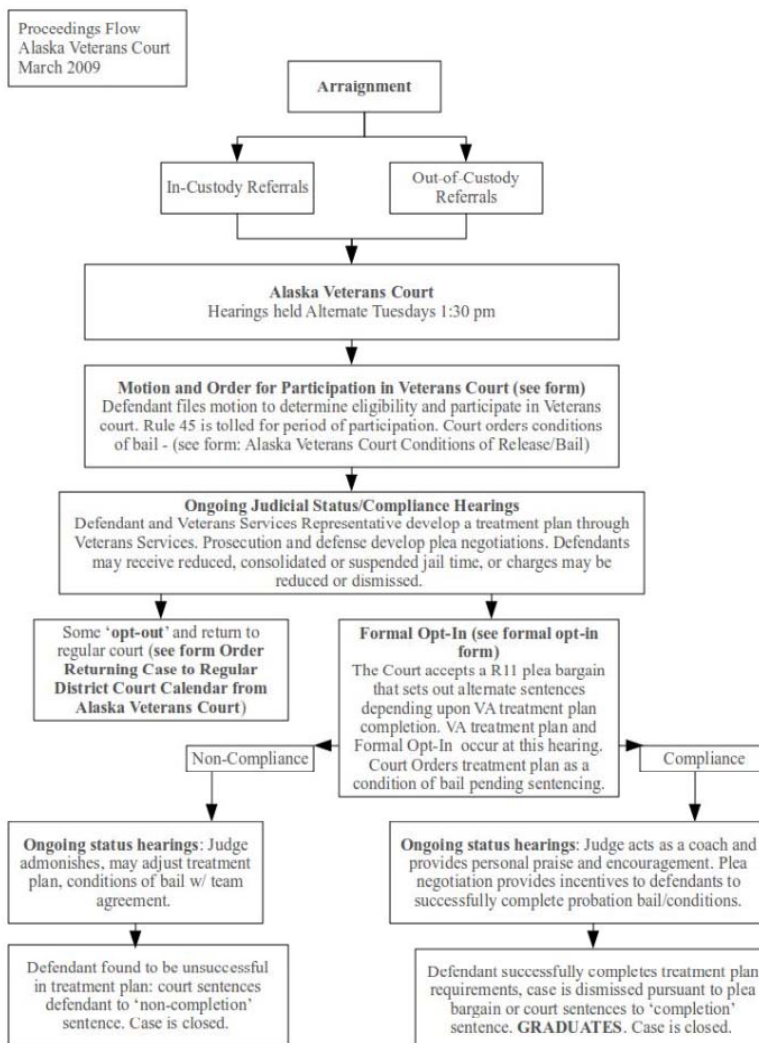 Proceedings Flow
Alaska Veterans Court
March 2009
Arraignment
In-Custody Referrals
Out-of-Custody
Referrals
Alaska Veterans Court
Hearings held Alternate Tuesdays 1:30 pm
Motion and Order for Participation in Veterans Court (see form)
Defendant files motion to determine eligibility and participate in Veterans
court. Rule 45 is tolled for period of participation. Court orders conditions
of bail - (see form: Alaska Veterans Court Conditions of Release/Bail)
Ongoing Judicial Status/Compliance Hearings
Defendant and Veterans Services Representative develop a treatment plan through
Veterans Services. Prosecution and defense develop plea negotiations. Defendants
may receive reduced, consolidated or suspended jail time, or charges may be
reduced or dismissed.
Some ‘opt-out’ and return to
regular court (see form Order
Returning Case to Regular
District Court Calendar from
Alaska Veterans Court)
Formal Opt-In (see formal opt-in
form)
The Court accepts a R11 plea bargain
that sets out alternate sentences
depending upon VA treatment plan
completion. VA treatment plan and
Formal Opt-In occur at this hearing.
Court Orders treatment plan as a
condition of bail pending sentencing.
Non-Compliance
Compliance
Ongoing status hearings: Judge
admonishes, may adjust treatment
plan, conditions of bail w/ team
agreement.
Ongoing status hearings: Judge acts as a coach and
provides personal praise and encouragement. Plea
negotiation provides incentives to defendants to
successfully complete probation bail/conditions.
Defendant found to be unsuccessful
in treatment plan: court sentences
defendant to ‘non-completion’
sentence. Case is closed.
Defendant successfully completes treatment plan
requirements, case is dismissed pursuant to plea
bargain or court sentences to ‘completion’
sentence. GRADUATES. Case is closed.